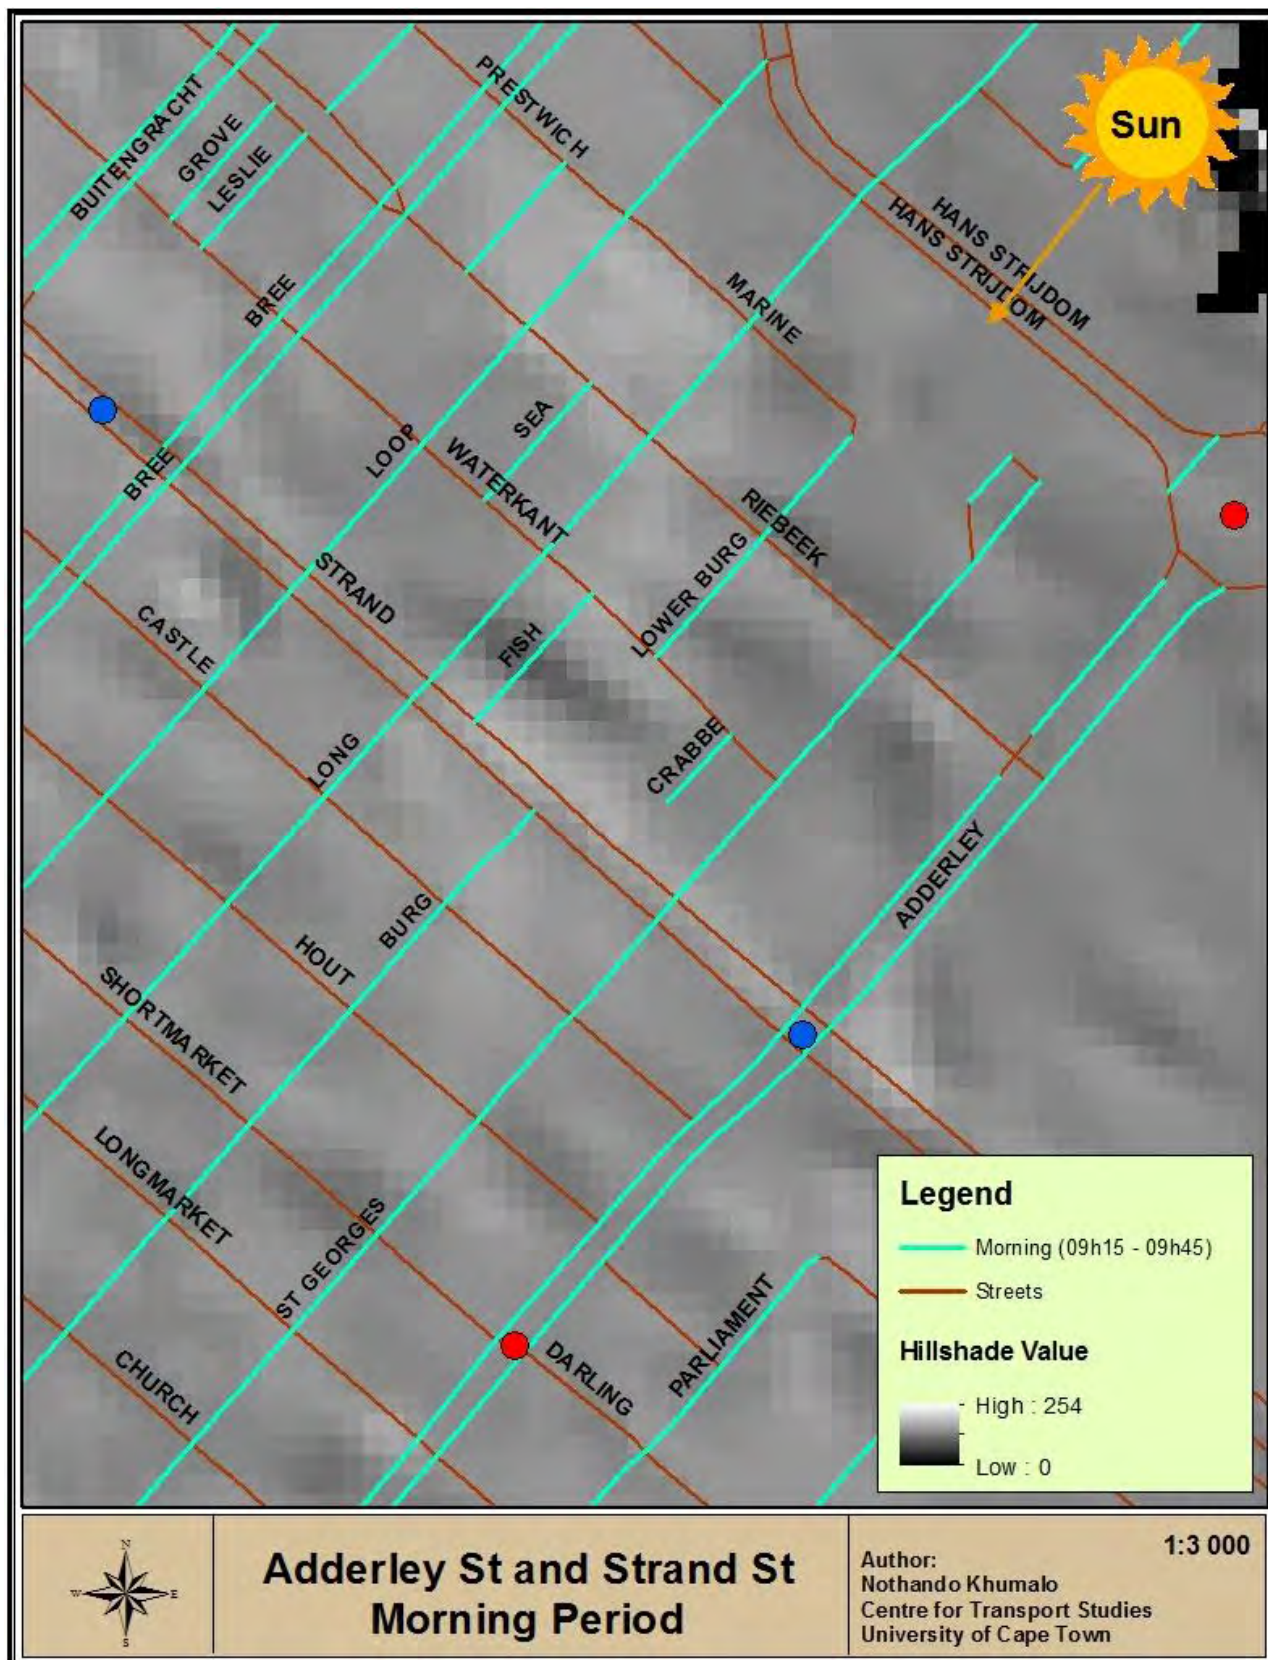 Sun
BUITENGRACHT
GROVE
LESLIE
PRESTWICH
HANS STRIJDOM
HANS STRIJDOM
BREE
MARINE
BREE
LOOP
SEA
WATERKANT
RIEBEEK
STRAND
LOWER BURG
CASTLE
FISH
LONG
CRABBE
ADDERLEY
BURG
HOUT
SHORTMARKET
LONGMARKET
ST GEORGES
CHURCH
DARLING
PARLIAMENT
Legend
Morning (09h15 - 09h45)
Streets
Hillshade Value
High : 254
Low : 0
N
W
E
S
Adderley St and Strand St
Morning Period
1:3 000
Author:
Nothando Khumalo
Centre for Transport Studies
University of Cape Town